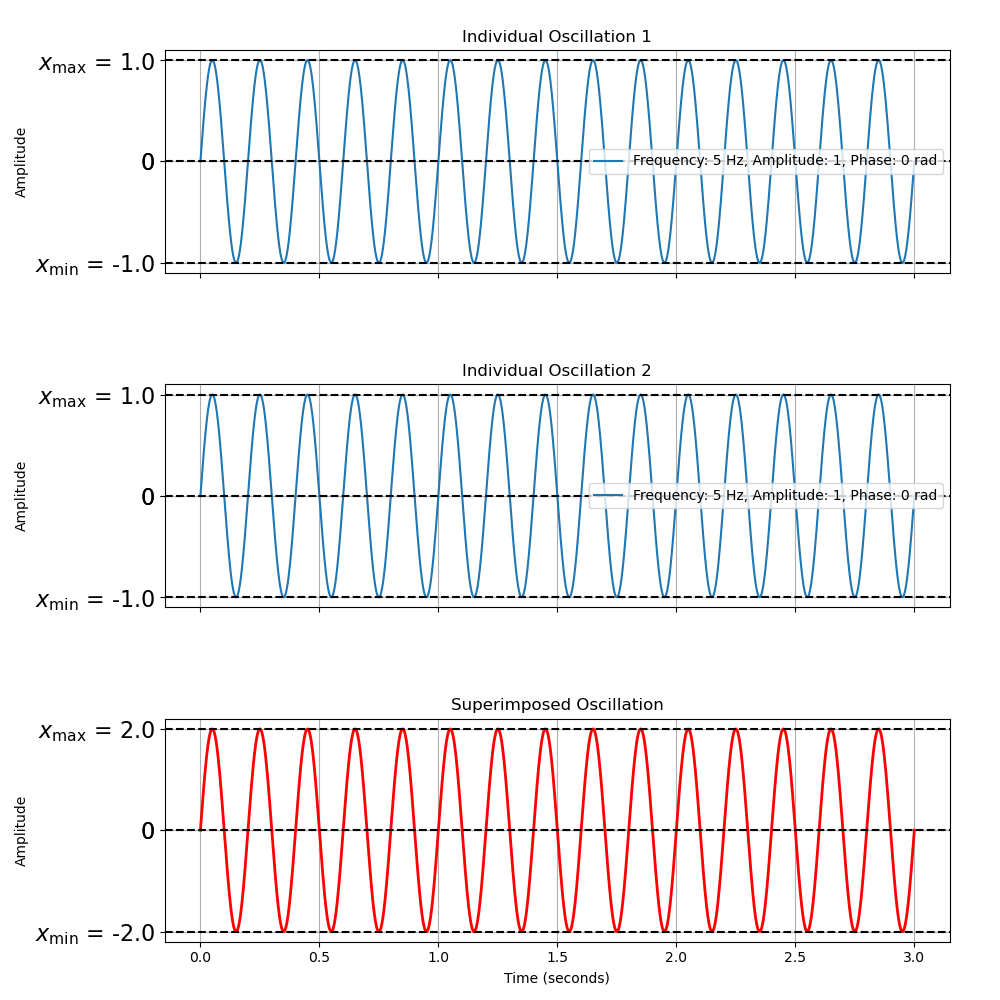 Individual Oscillation 1
x_max = 1.0
Amplitude
0
Frequency: 5 Hz, Amplitude: 1, Phase: 0 rad
x_min = -1.0
Individual Oscillation 2
x_max = 1.0
Amplitude
0
Frequency: 5 Hz, Amplitude: 1, Phase: 0 rad
x_min = -1.0
Superimposed Oscillation
x_max = 2.0
Amplitude
0
x_min = -2.0
0.0 0.5 1.0 1.5 2.0 2.5 3.0
Time (seconds)